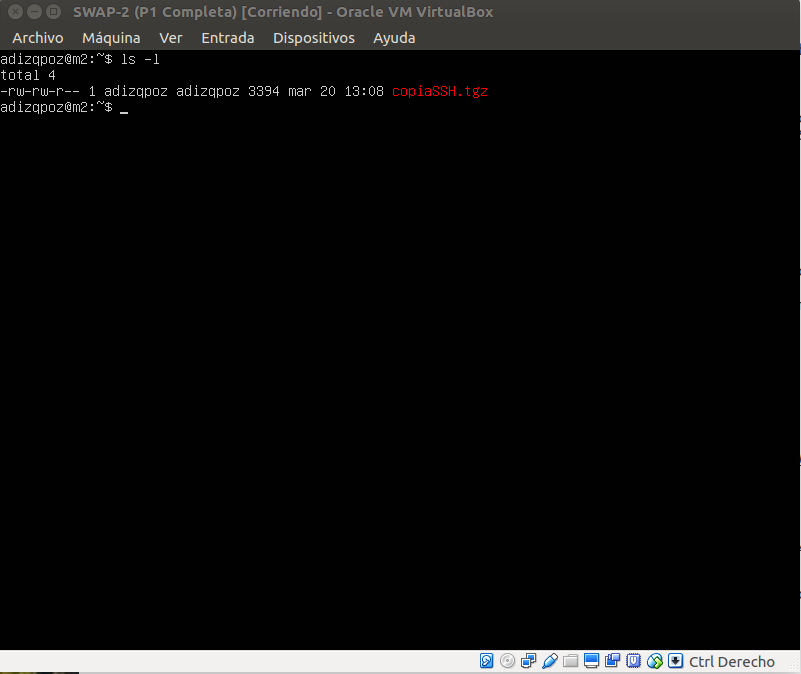 SWAP-2 (P1 Completa) [Corriendo] - Oracle VM VirtualBox
Archivo Máquina Ver Entrada Dispositivos Ayuda
adizqpoz@m2:~$ ls -l
total 4
-rw-rw-r-- 1 adizqpoz adizqpoz 3394 mar 20 13:08 copiaSSH.tgz
adizqpoz@m2:~$ _
Ctrl Derecho